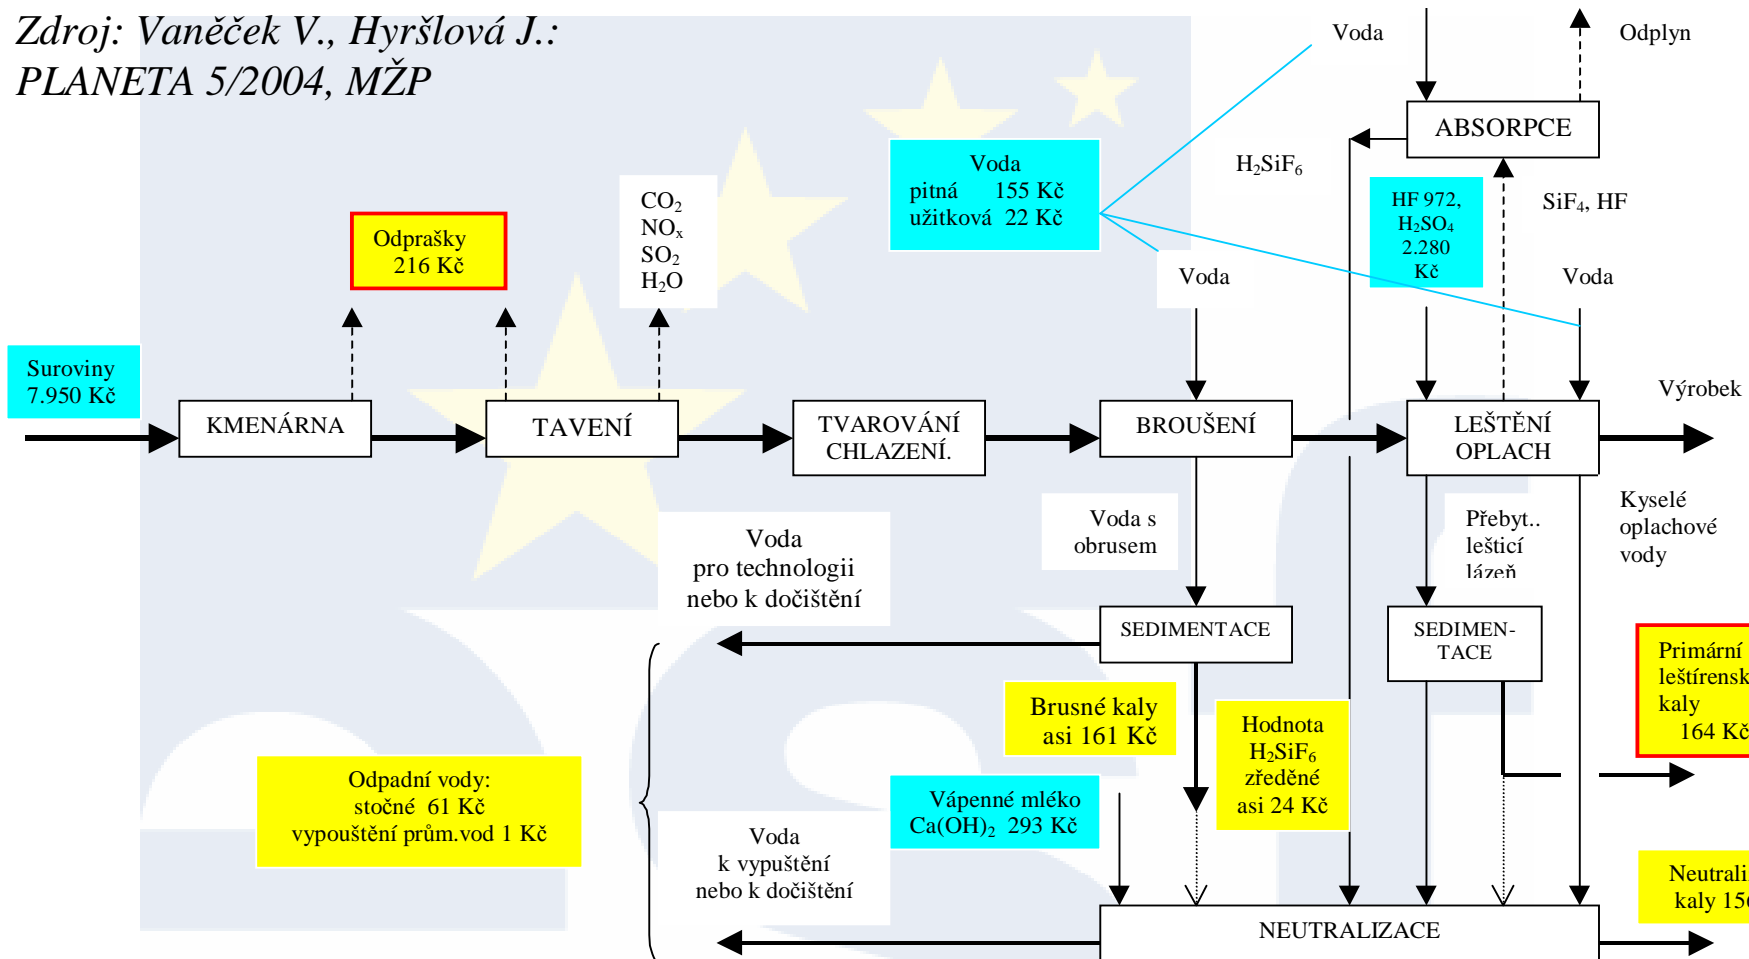 Zdroj: Vaněček V., Hyršlová J.:
PLANETA 5/2004, MŽP
Voda
Odplyn
ABSORPCE
Voda
pitná 155 Kč
užitková 22 Kč
H₂SiF₆
HF 972,
H₂SO₄
2.280
Kč
SiF₄, HF
CO₂
NOₓ
SO₂
H₂O
Odprašky
216 Kč
Voda
Voda
Suroviny
7.950 Kč
KMENÁRNA
TAVENÍ
TVAROVÁNÍ
CHLAZENÍ.
BROUŠENÍ
LEŠTĚNÍ
OPLACH
Výrobek
Voda
pro technologii
nebo k dočištění
Voda s
obrusem
Přebyt..
lešticí
lázeň
Kyselé
oplachové
vody
SEDIMENTACE
SEDIMEN-
TACE
Primární
leštírensk
kaly
164 Kč
Brusné kaly
asi 161 Kč
Hodnota
H₂SiF₆
zředěné
asi 24 Kč
Odpadní vody:
stočné 61 Kč
vypouštění prům.vod 1 Kč
Vápenné mléko
Ca(OH)₂ 293 Kč
Voda
k vypuštění
nebo k dočištění
Neutrali
kaly 156
NEUTRALIZACE